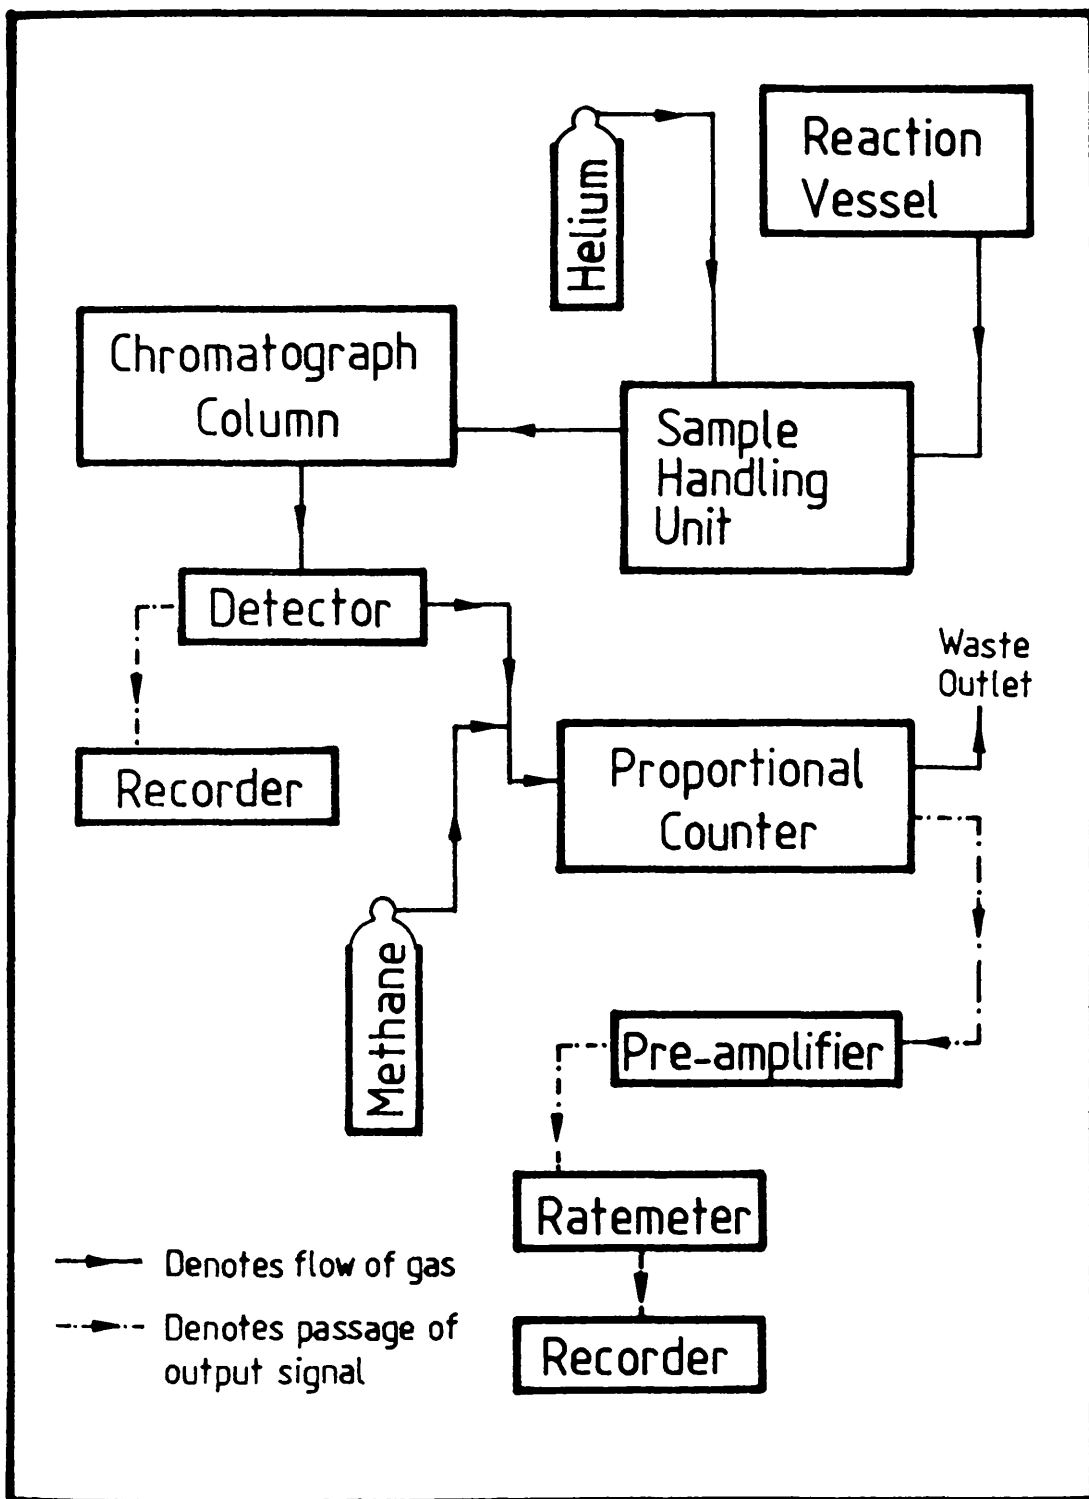 Helium
Reaction
Vessel
Chromatograph
Column
Sample
Handling
Unit
Detector
Waste
Outlet
Recorder
Proportional
Counter
Methane
Pre-amplifier
Ratemeter
Denotes flow of gas
Denotes passage of
output signal
Recorder